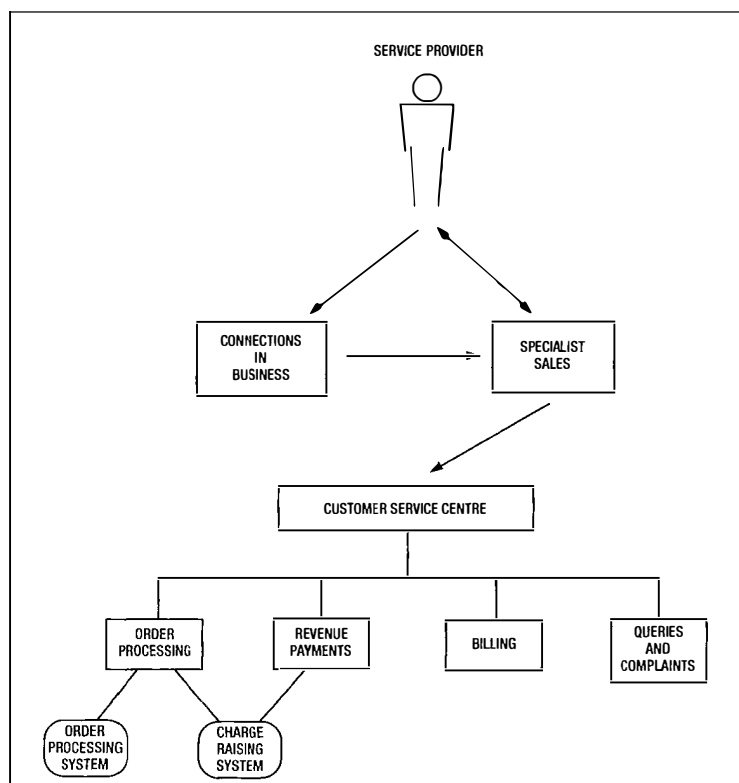 SERVICE PROVIDER
CONNECTIONS
IN
BUSINESS
SPECIALIST
SALES
CUSTOMER SERVICE CENTRE
ORDER
PROCESSING
REVENUE
PAYMENTS
BILLING
QUERIES
AND
COMPLAINTS
ORDER
PROCESSING
SYSTEM
CHARGE
RAISING
SYSTEM